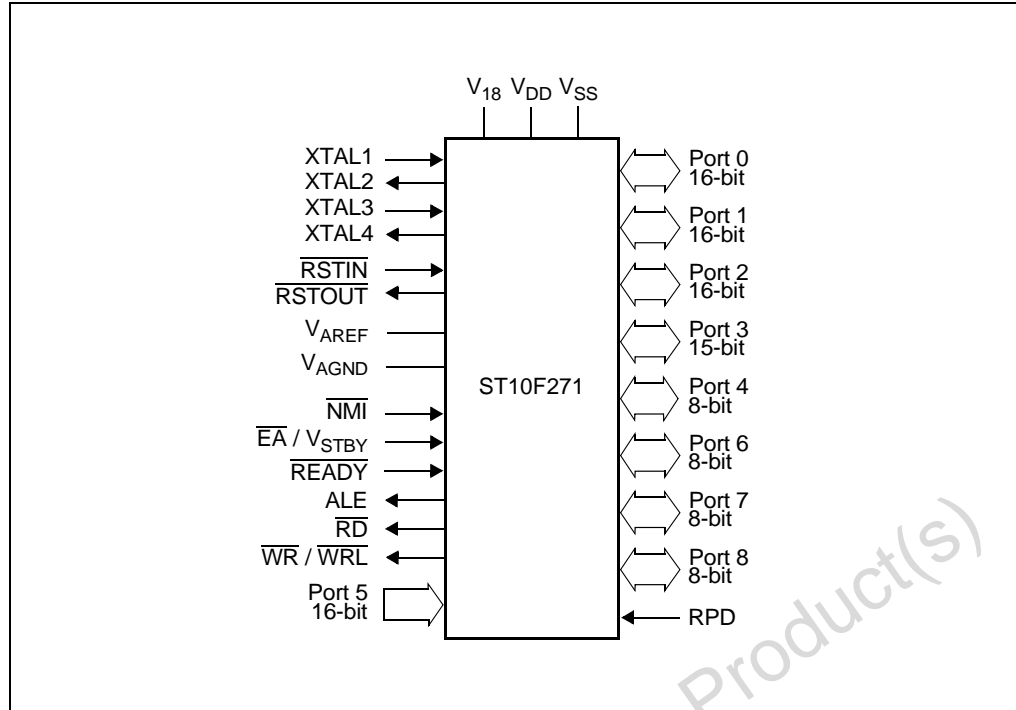 V18 VDD VSS
XTAL1
XTAL2
XTAL3
XTAL4
RSTIN
RSTOUT
VAREF
VAGND
NMI
EA / VSTBY
READY
ALE
RD
WR / WRL
Port 5
16-bit
ST10F271
Port 0
16-bit
Port 1
16-bit
Port 2
16-bit
Port 3
15-bit
Port 4
8-bit
Port 6
8-bit
Port 7
8-bit
Port 8
8-bit
RPD
Product(s)